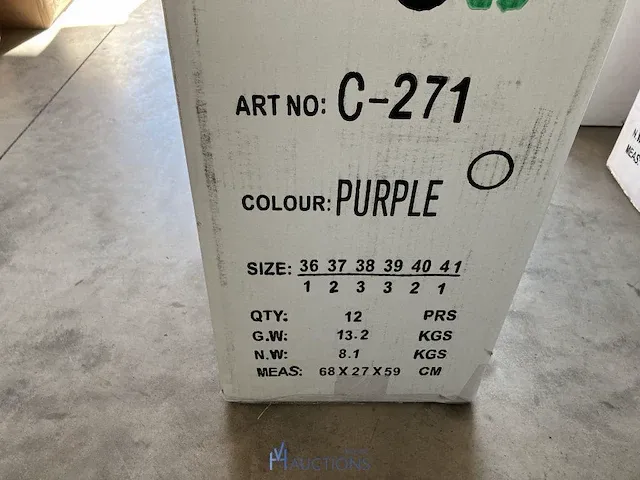 ART NO: C-271
COLOUR: PURPLE
SIZE: 36 37 38 39 40 41
1 2 3 3 2 1
QTY: 12 PRS
G.W: 13.2 KGS
N.W: 8.1 KGS
MEAS: 68 X 27 X 59 CM
AUCTIONS